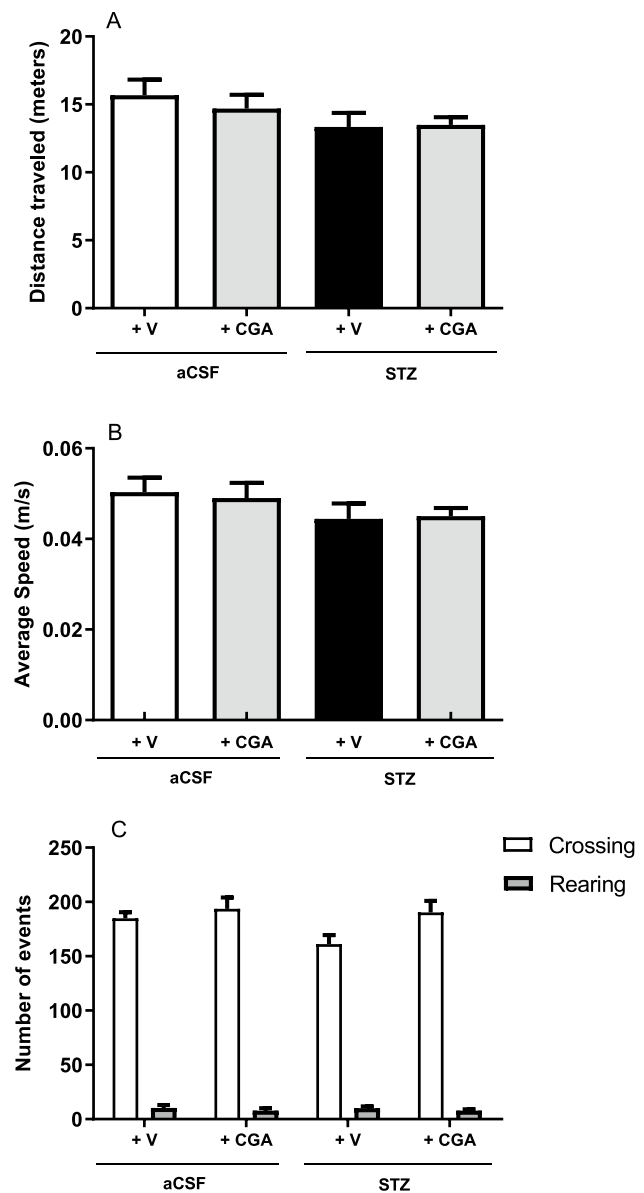 A
Distance traveled (meters)
20
15
10
5
0
+ V
+ CGA
+ V
+ CGA
aCSF
STZ
B
Average Speed (m/s)
0.06
0.04
0.02
0.00
+ V
+ CGA
+ V
+ CGA
aCSF
STZ
C
Number of events
250
200
150
100
50
0
+ V
+ CGA
+ V
+ CGA
aCSF
STZ
Crossing
Rearing